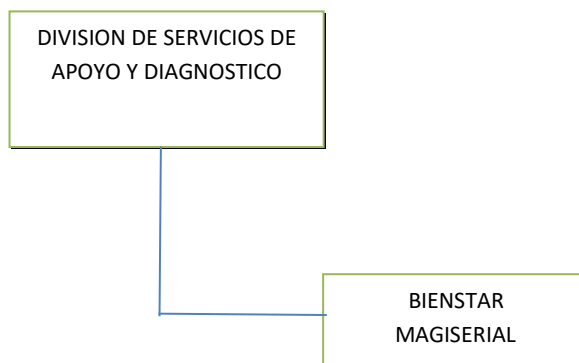 DIVISION DE SERVICIOS DE
APOYO Y DIAGNOSTICO
BIENSTAR
MAGISERIAL